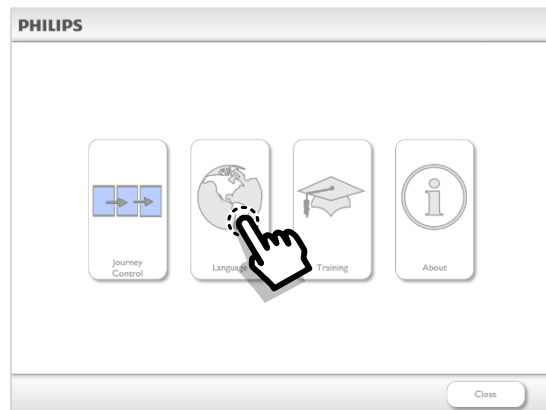 PHILIPS
Journey
Control
Language
Training
About
Close